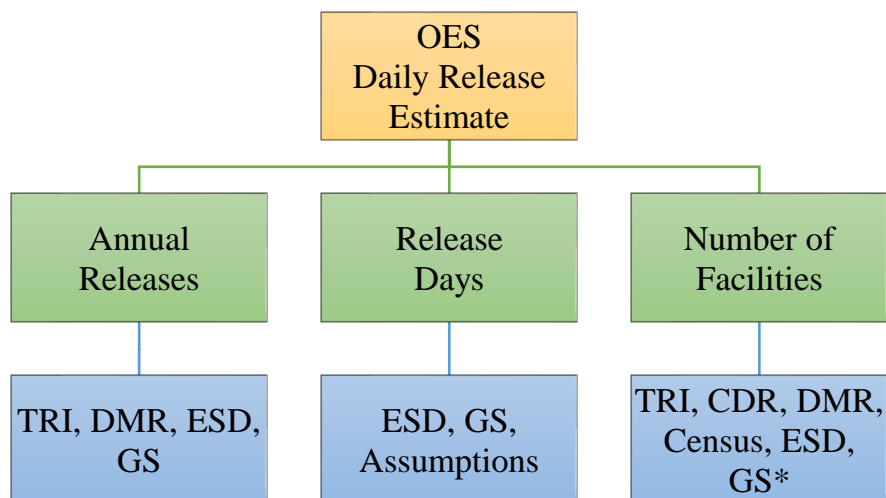 OES
Daily Release
Estimate
Annual
Releases
Release
Days
Number of
Facilities
TRI, DMR, ESD,
GS
ESD, GS,
Assumptions
TRI, CDR, DMR,
Census, ESD,
GS*